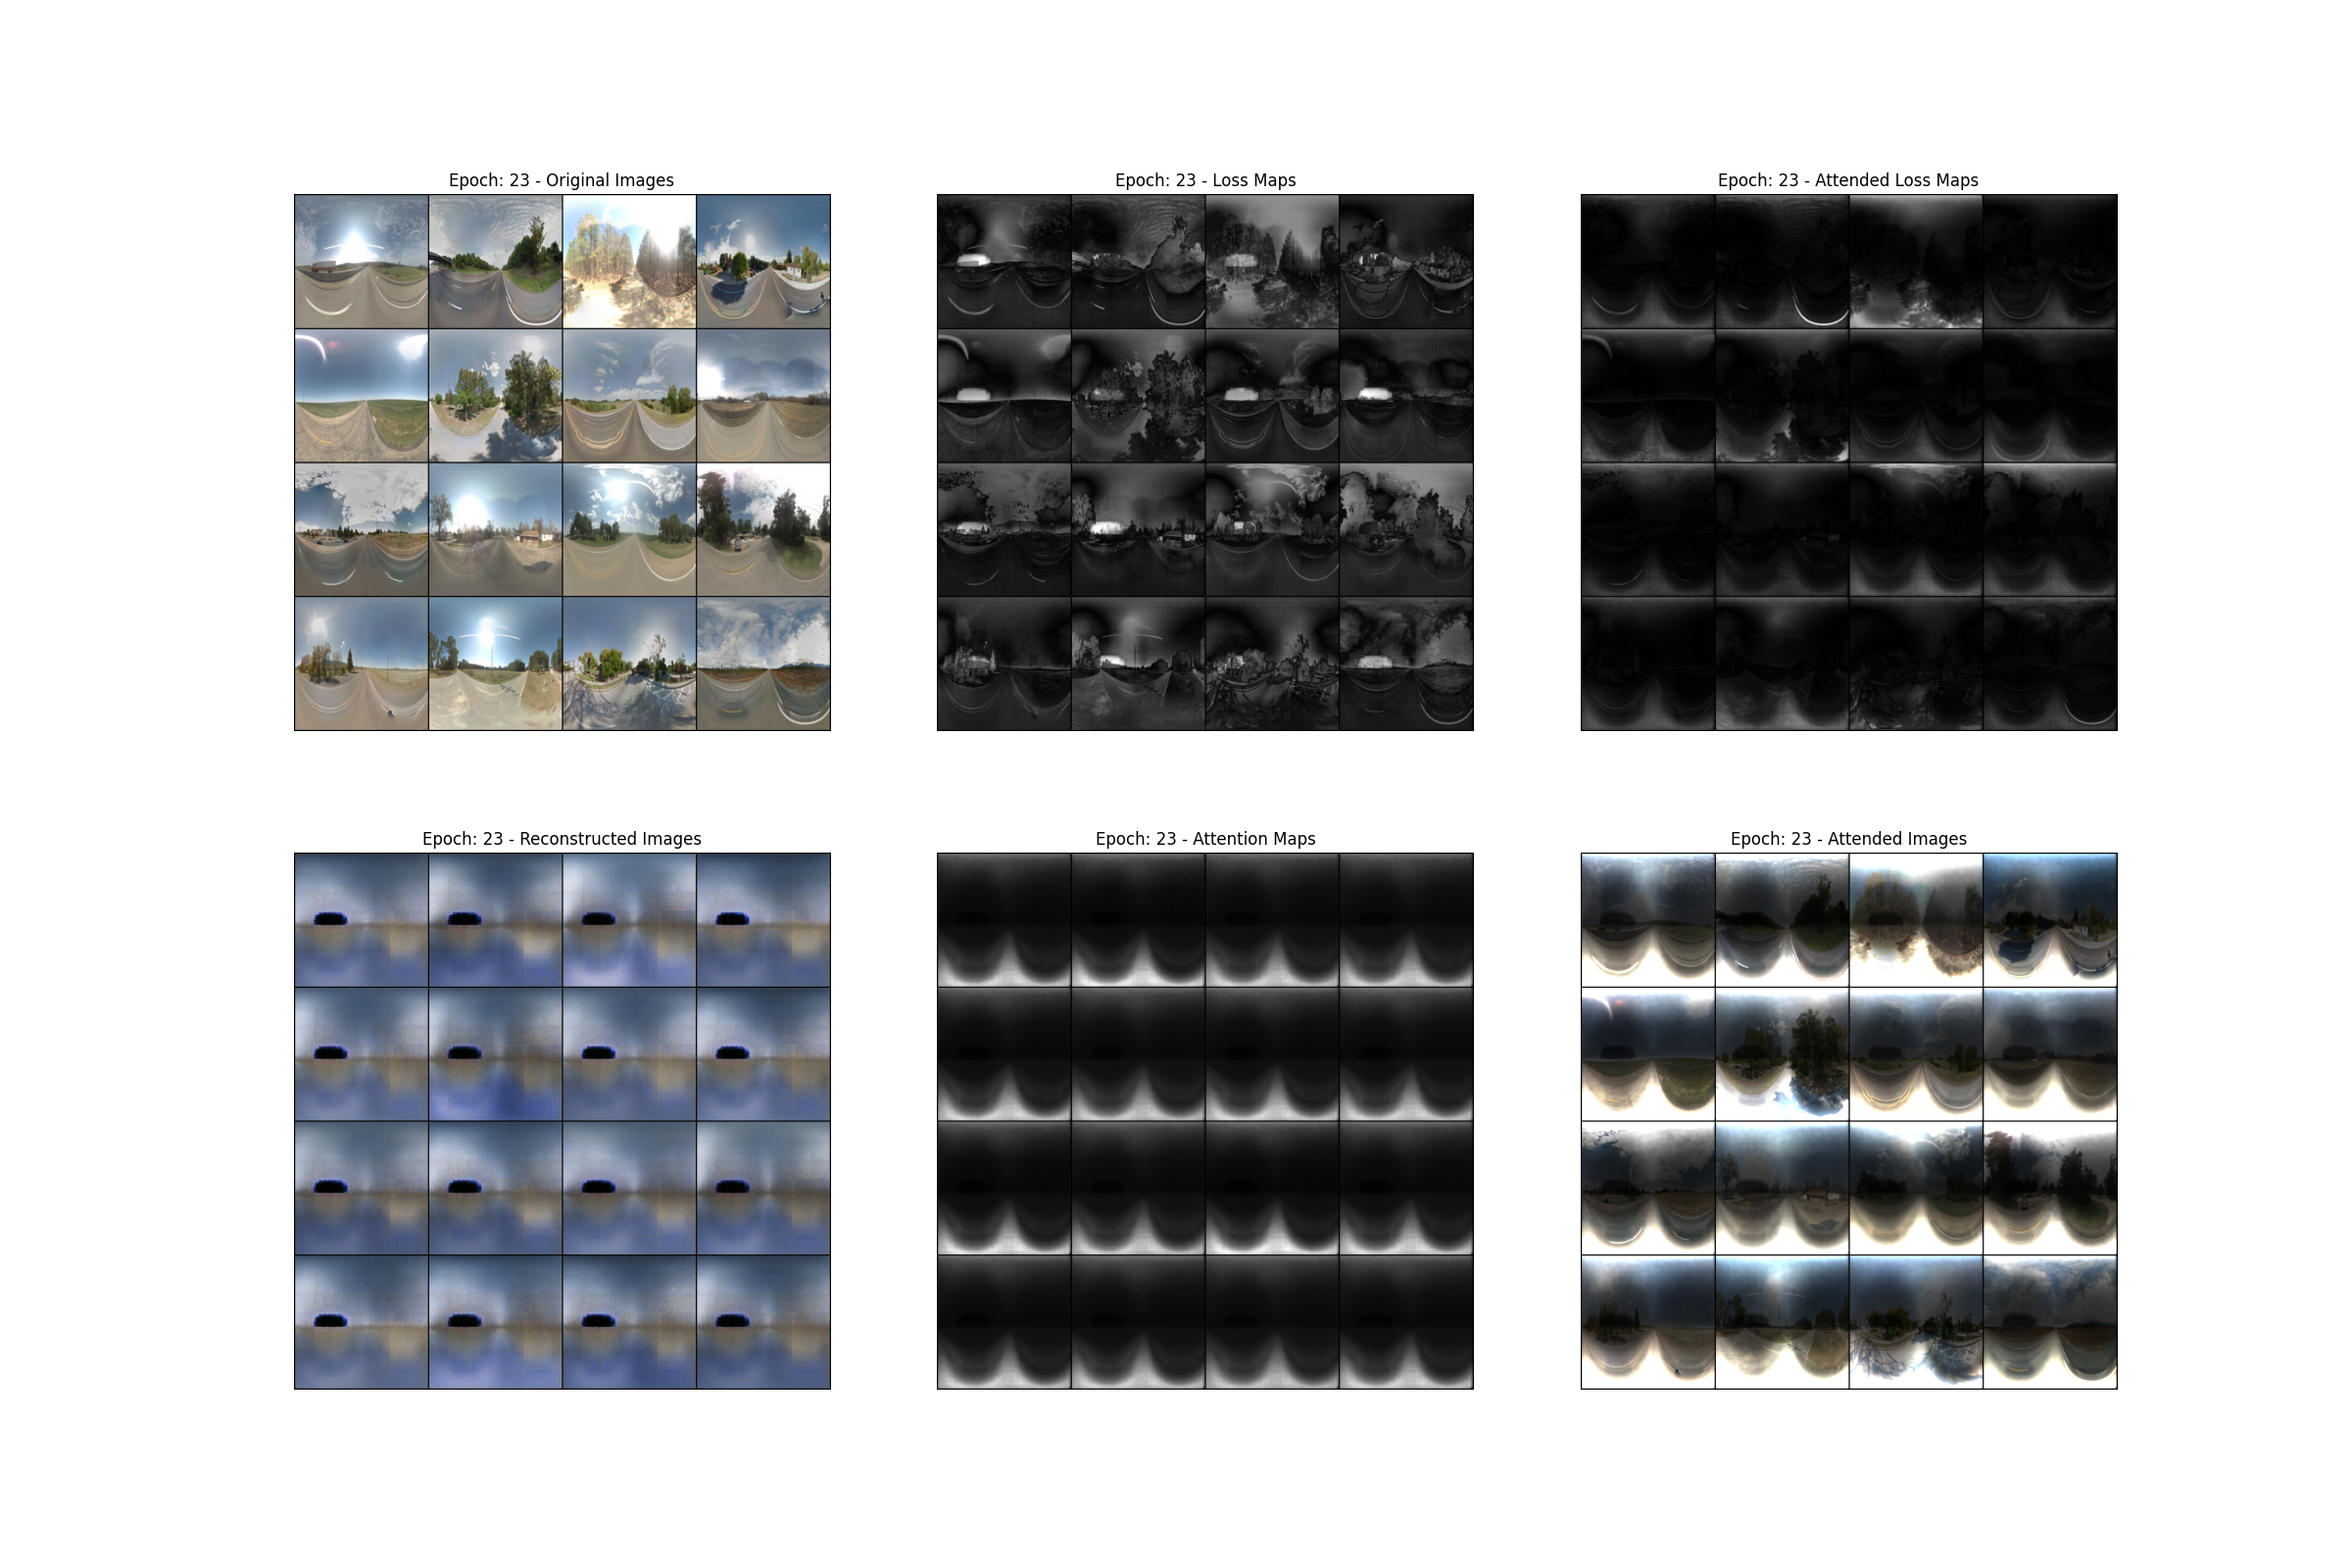 Epoch: 23 - Original Images
Epoch: 23 - Loss Maps
Epoch: 23 - Attended Loss Maps
Epoch: 23 - Reconstructed Images
Epoch: 23 - Attention Maps
Epoch: 23 - Attended Images